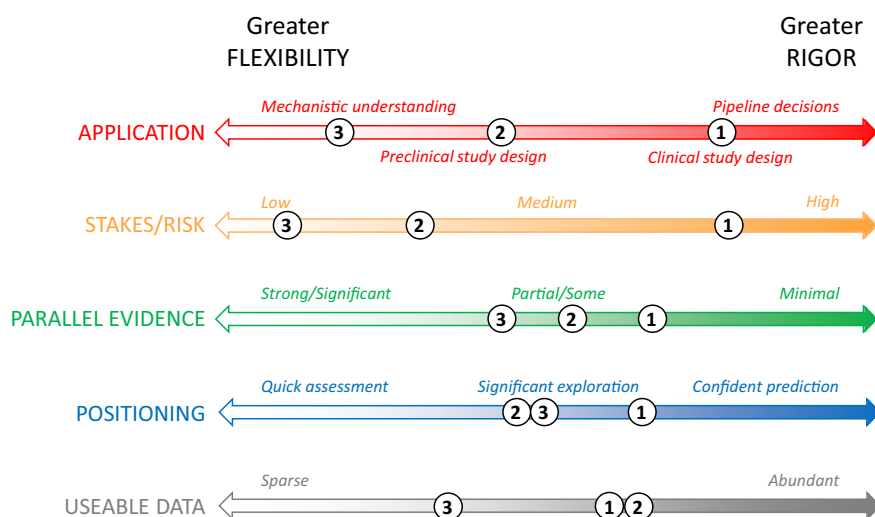 Greater
FLEXIBILITY
Greater
RIGOR
Mechanistic understanding
Pipeline decisions
APPLICATION
3
2
1
Preclinical study design
Clinical study design
Low
Medium
High
STAKES/RISK
3
2
1
Strong/Significant
Partial/Some
Minimal
PARALLEL EVIDENCE
3
2
1
Quick assessment
Significant exploration
Confident prediction
POSITIONING
2
3
1
Sparse
Abundant
USEABLE DATA
3
1
2